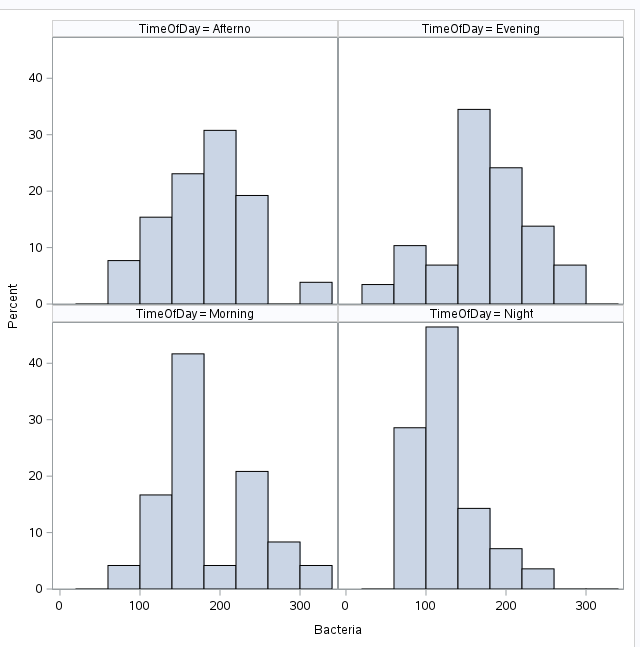 TimeOfDay = Afterno
TimeOfDay = Evening
40
30
20
10
0
TimeOfDay = Morning
TimeOfDay = Night
40
30
20
10
0
Percent
0 100 200 300 0 100 200 300
Bacteria